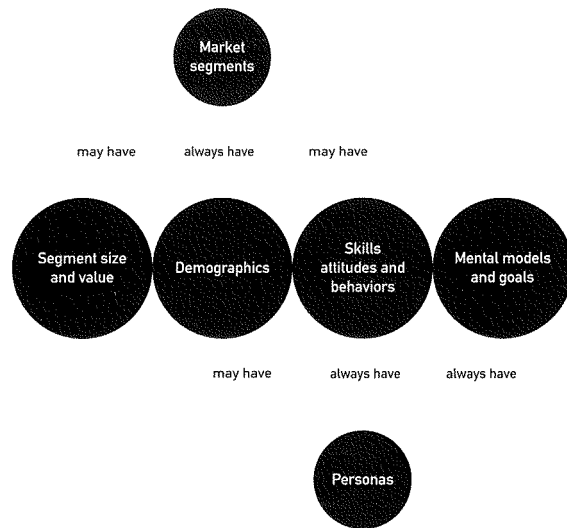 Market
segments
may have always have may have
Segment size
and value
Demographics
Skills
attitudes and
behaviors
Mental models
and goals
may have always have always have
Personas